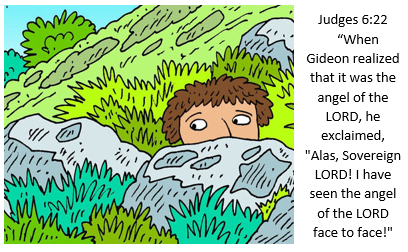 Judges 6:22
“When
Gideon realized
that it was the
angel of the
LORD, he
exclaimed,
"Alas, Sovereign
LORD! I have
seen the angel
of the LORD
face to face!"